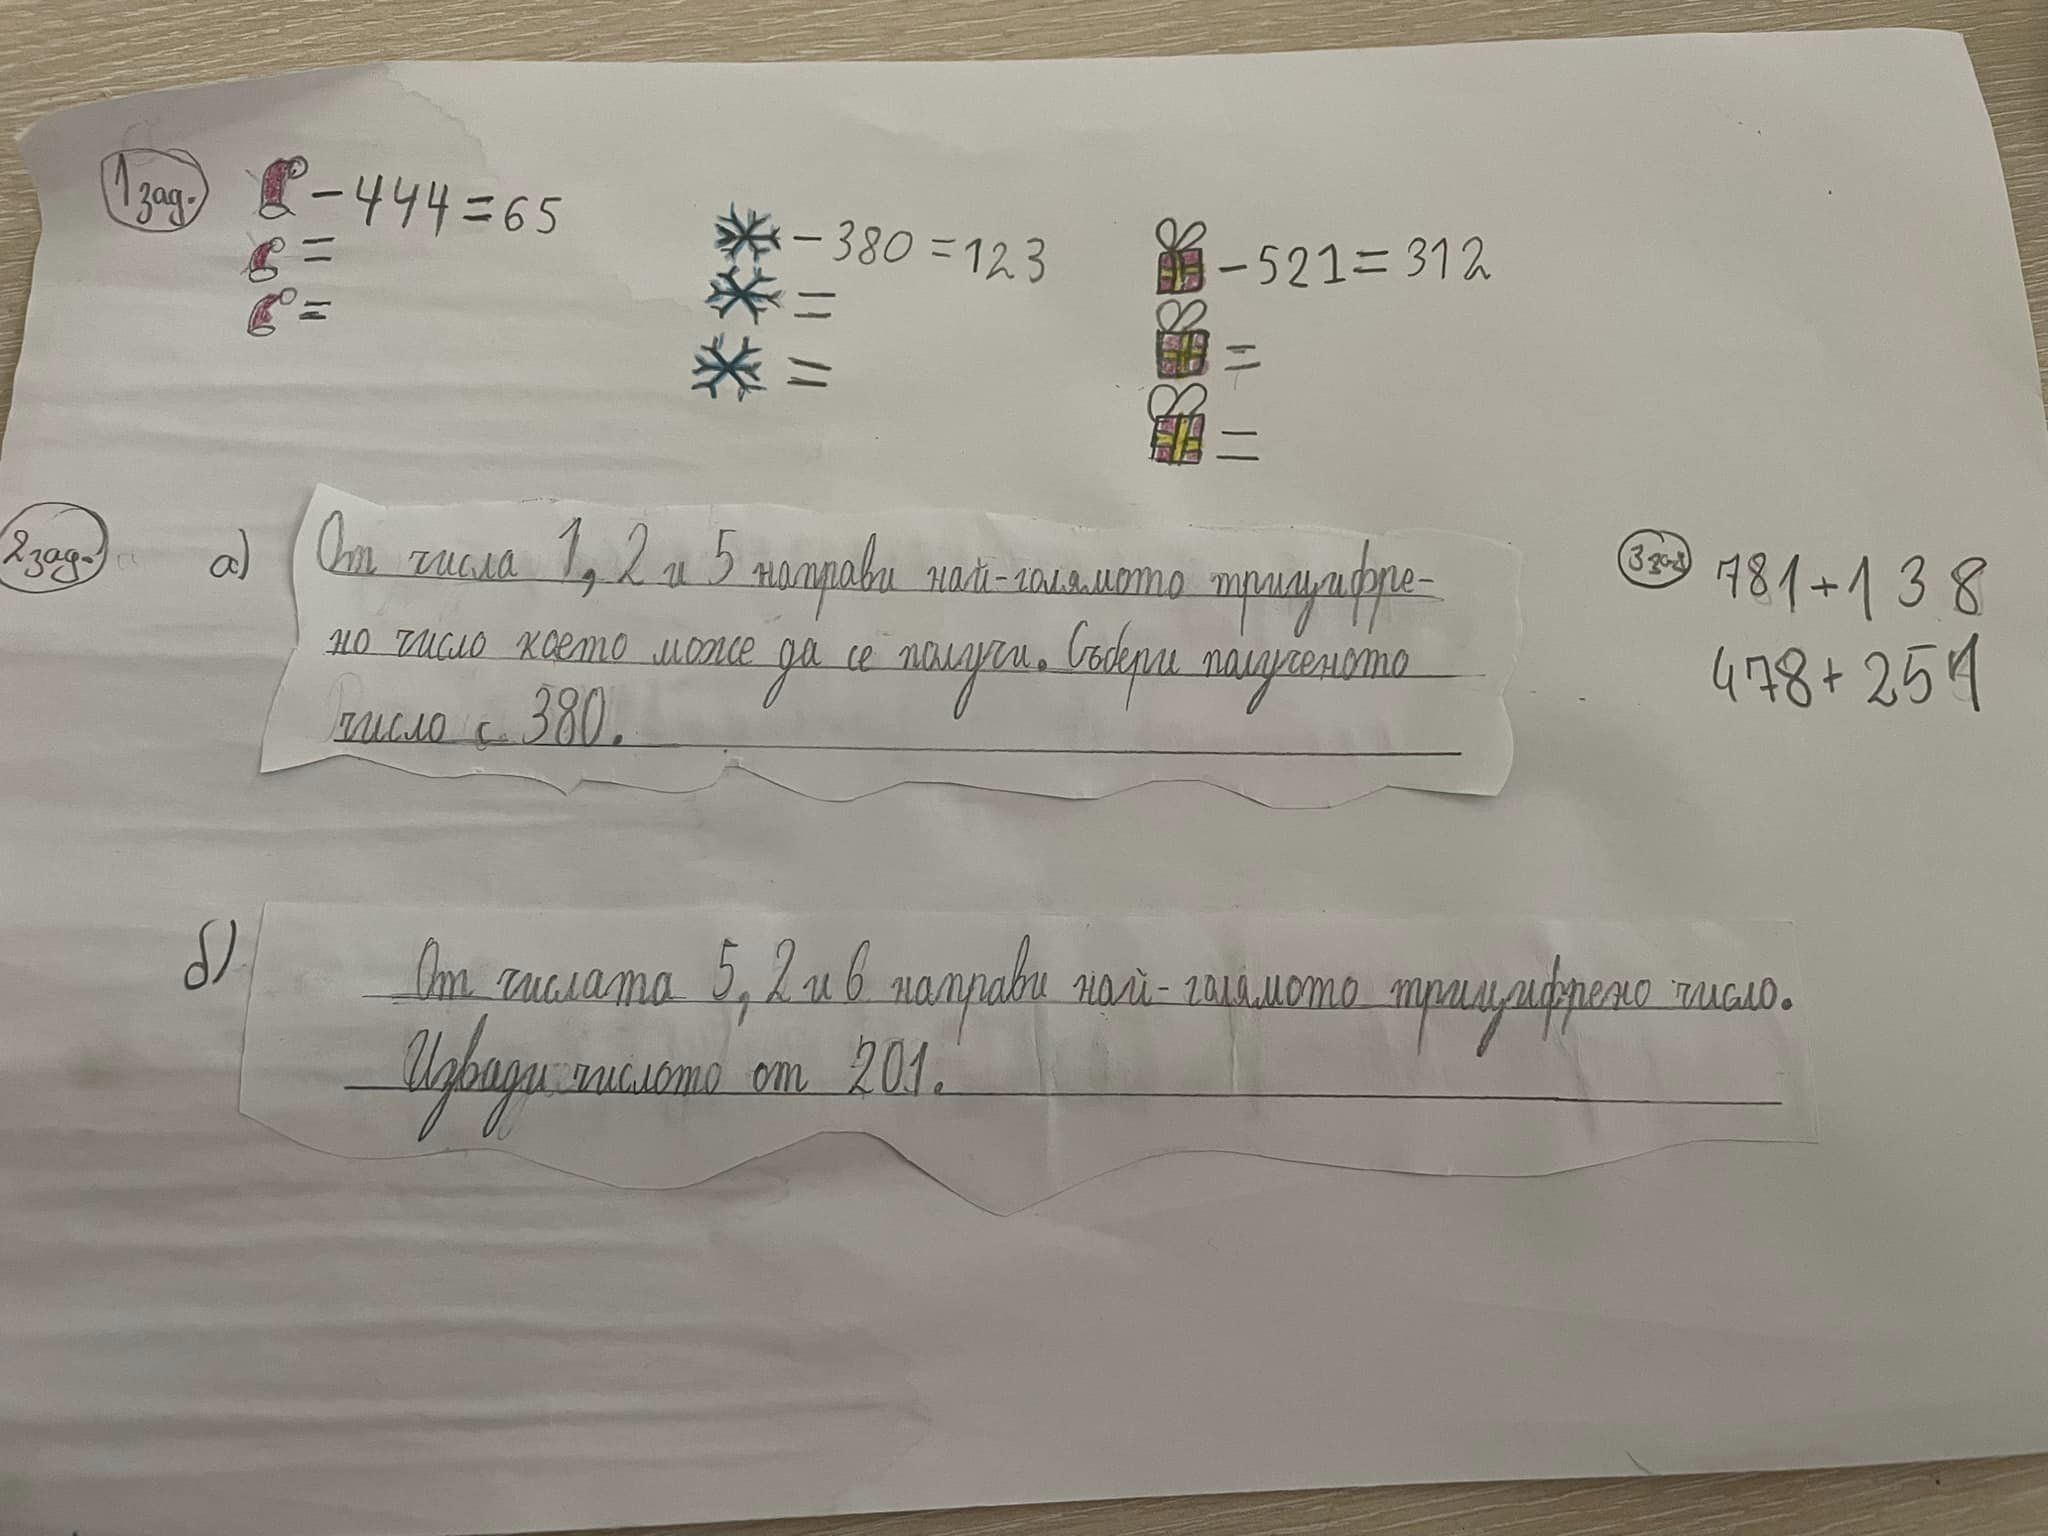 1 зад. - 444 = 65
=
=
- 380 = 123
=
=
- 521 = 312
=
=
2 зад. а) От числа 1, 2 и 5 направи най-голямото трицифре-
но число което може да се получи. Събери полученото
число с 380.
б) От числата 5, 2 и 6 направи най-голямото трицифрено число.
Извади числото от 201.
3 зад. 781 + 138
478 + 251